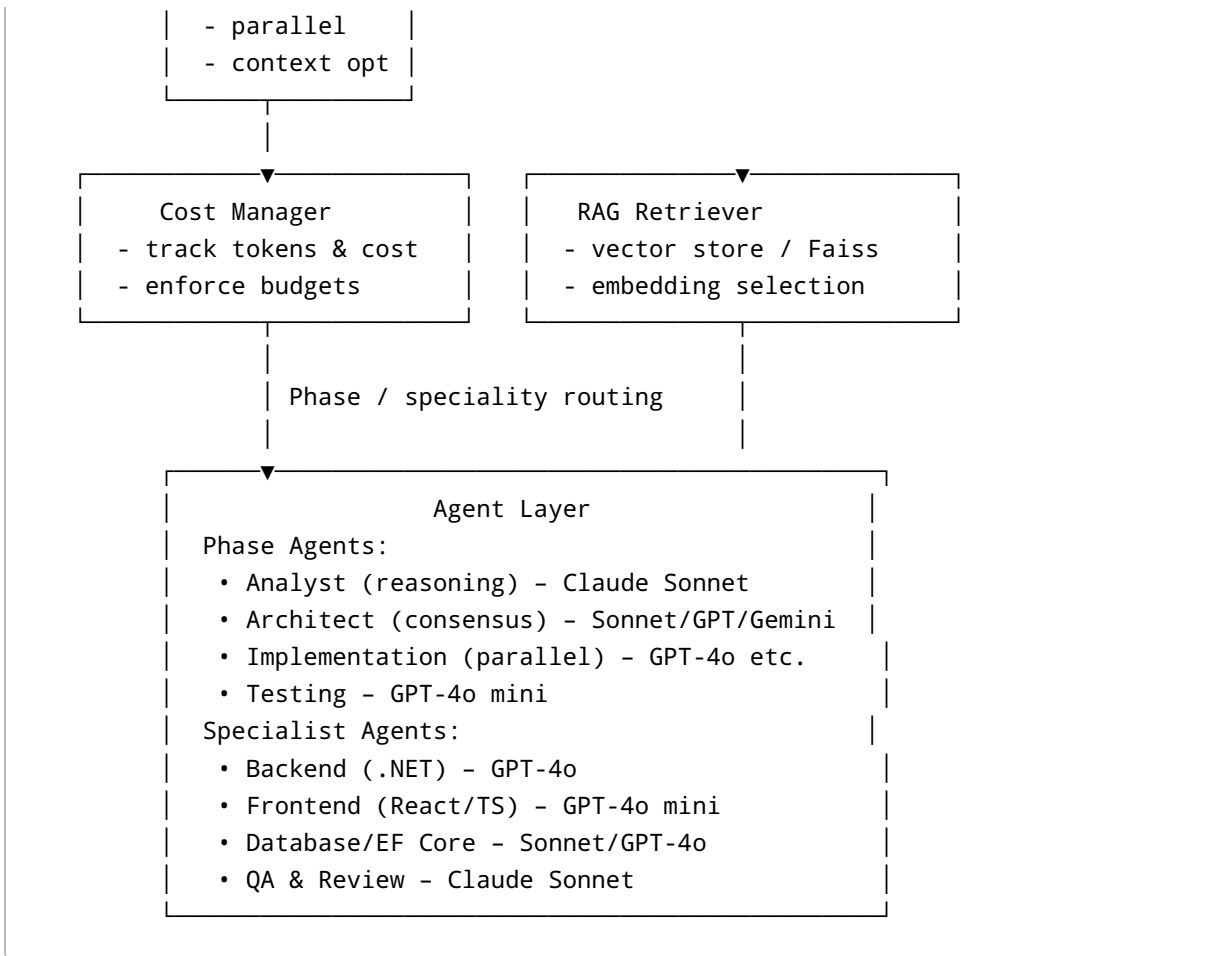 - parallel
- context opt
Cost Manager
- track tokens & cost
- enforce budgets
RAG Retriever
- vector store / Faiss
- embedding selection
Phase / speciality routing
Agent Layer
Phase Agents:
• Analyst (reasoning) – Claude Sonnet
• Architect (consensus) – Sonnet/GPT/Gemini
• Implementation (parallel) – GPT-4o etc.
• Testing – GPT-4o mini
Specialist Agents:
• Backend (.NET) – GPT-4o
• Frontend (React/TS) – GPT-4o mini
• Database/EF Core – Sonnet/GPT-4o
• QA & Review – Claude Sonnet